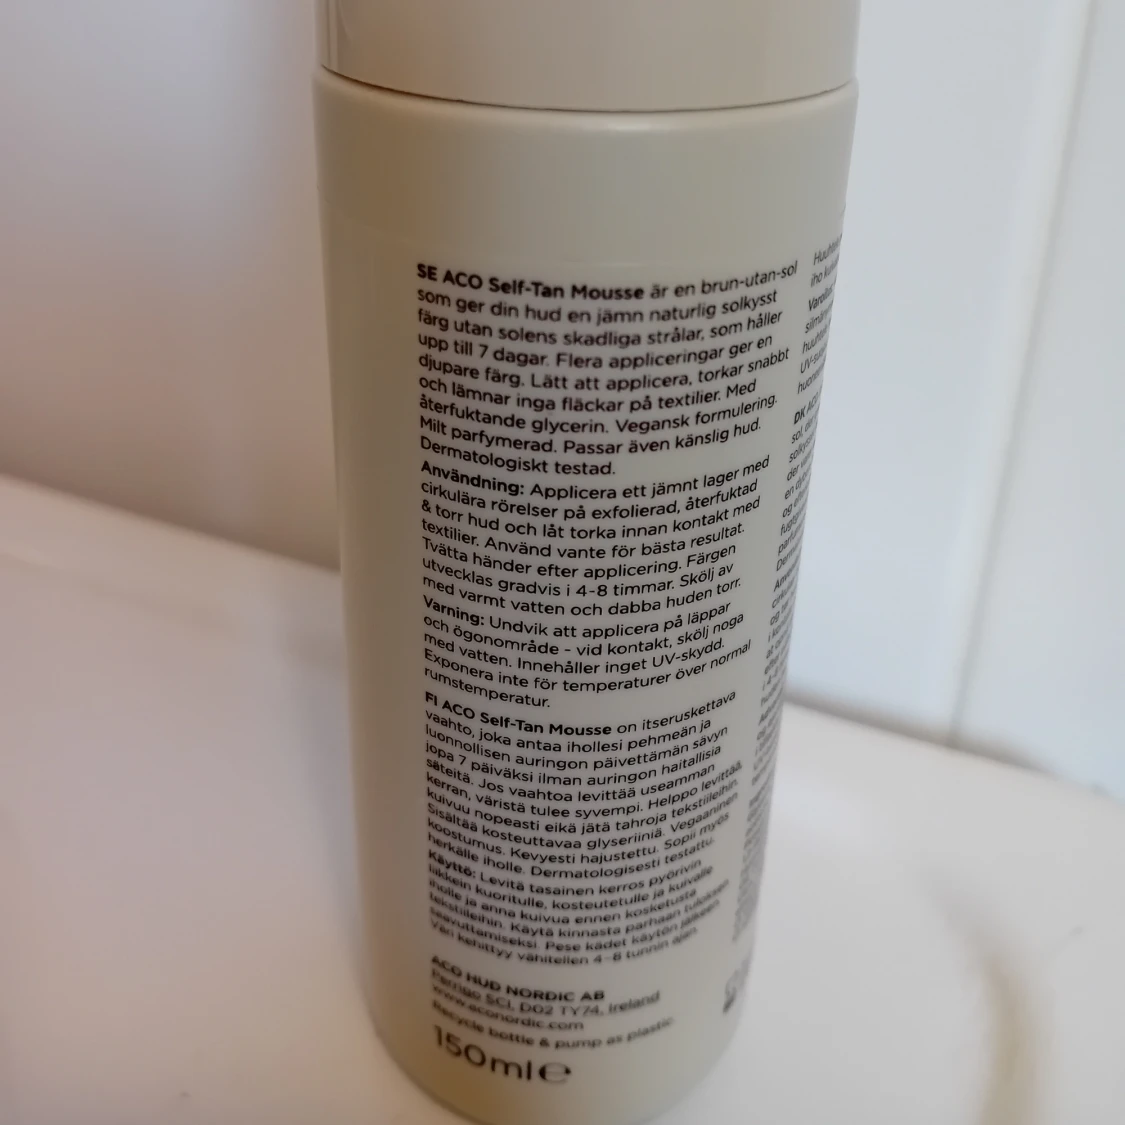 SE ACO Self-Tan Mousse är en brun-utan-sol
som ger din hud en jämn naturlig solkysst
färg utan solens skadliga strålar, som håller
upp till 7 dagar. Flera appliceringar ger en
djupare färg. Lätt att applicera, torkar snabbt
och lämnar inga fläckar på textilier. Med
återfuktande glycerin. Vegansk formulering.
Milt parfymerad. Passar även känslig hud.
Dermatologiskt testad.
Användning: Applicera ett jämnt lager med
cirkulära rörelser på exfolierad, återfuktad
& torr hud och låt torka innan kontakt med
textilier. Använd vante för bästa resultat.
Tvätta händer efter applicering. Färgen
utvecklas gradvis i 4-8 timmar. Skölj av
med varmt vatten och dabba huden torr.
Varning: Undvik att applicera på läppar
och ögonområde - vid kontakt, skölj noga
med vatten. Innehåller inget UV-skydd.
Exponera inte för temperaturer över normal
rumstemperatur.
FI ACO Self-Tan Mousse on itseruskettava
vaahto, joka antaa ihollesi pehmeän ja
luonnollisen auringon päivettämän sävyn
jopa 7 päiväksi ilman auringon haitallisia
säteitä. Jos vaahtoa levittää useamman
kerran, väristä tulee syvempi. Helppo levittää,
kuivuu nopeasti eikä jätä tahroja tekstiileihin.
Sisältää kosteuttavaa glyseriiniä. Vegaaninen
koostumus. Kevyesti hajustettu. Sopii myös
herkälle iholle. Dermatologisesti testattu.
Käyttö: Levitä tasainen kerros pyörivin
liikkein kuoritulle, kosteutetulle ja kuivalle
iholle ja anna kuivua ennen kosketusta
tekstiileihin. Käytä kinnasta parhaan tuloksen
saavuttamiseksi. Pese kädet käytön jälkeen.
Väri kehittyy vähitellen 4-8 tunnin ajan.
ACO HUD NORDIC AB
Perrigo SCI, D02 TY74, Ireland
www.aconordic.com
Recycle bottle & pump as plastic
150ml e
DK ACO